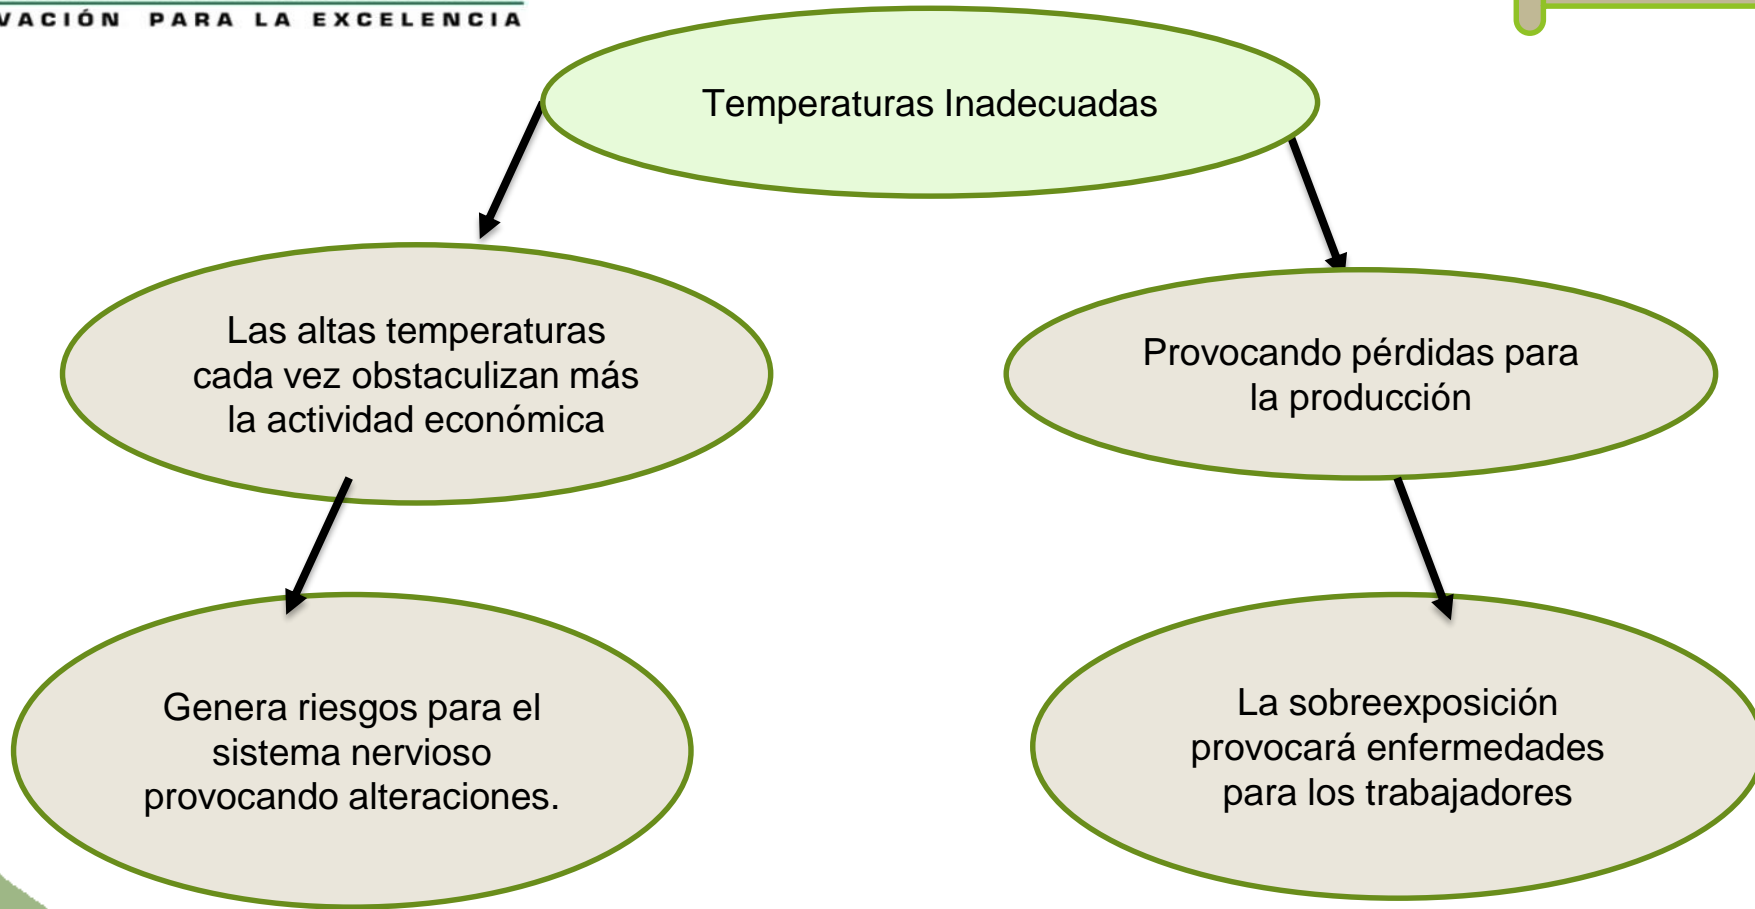 PARA LA EXCELENCIA
Temperaturas Inadecuadas
Las altas temperaturas
cada vez obstaculizan más
la actividad económica
Provocando pérdidas para
la producción
Genera riesgos para el
sistema nervioso
provocando alteraciones.
La sobreexposición
provocará enfermedades
para los trabajadores